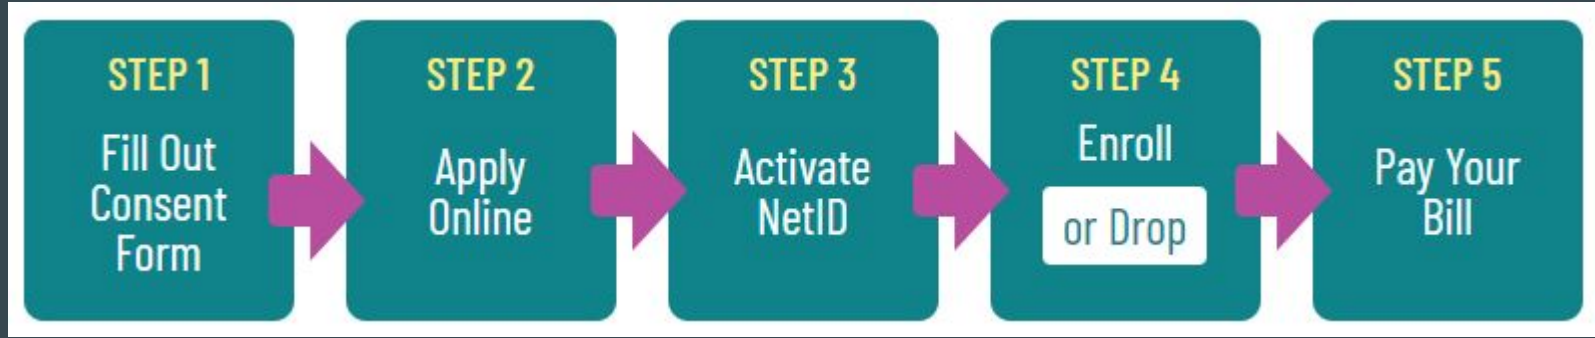 STEP 1
Fill Out
Consent
Form
STEP 2
Apply
Online
STEP 3
Activate
NetID
STEP 4
Enroll
or Drop
STEP 5
Pay Your
Bill